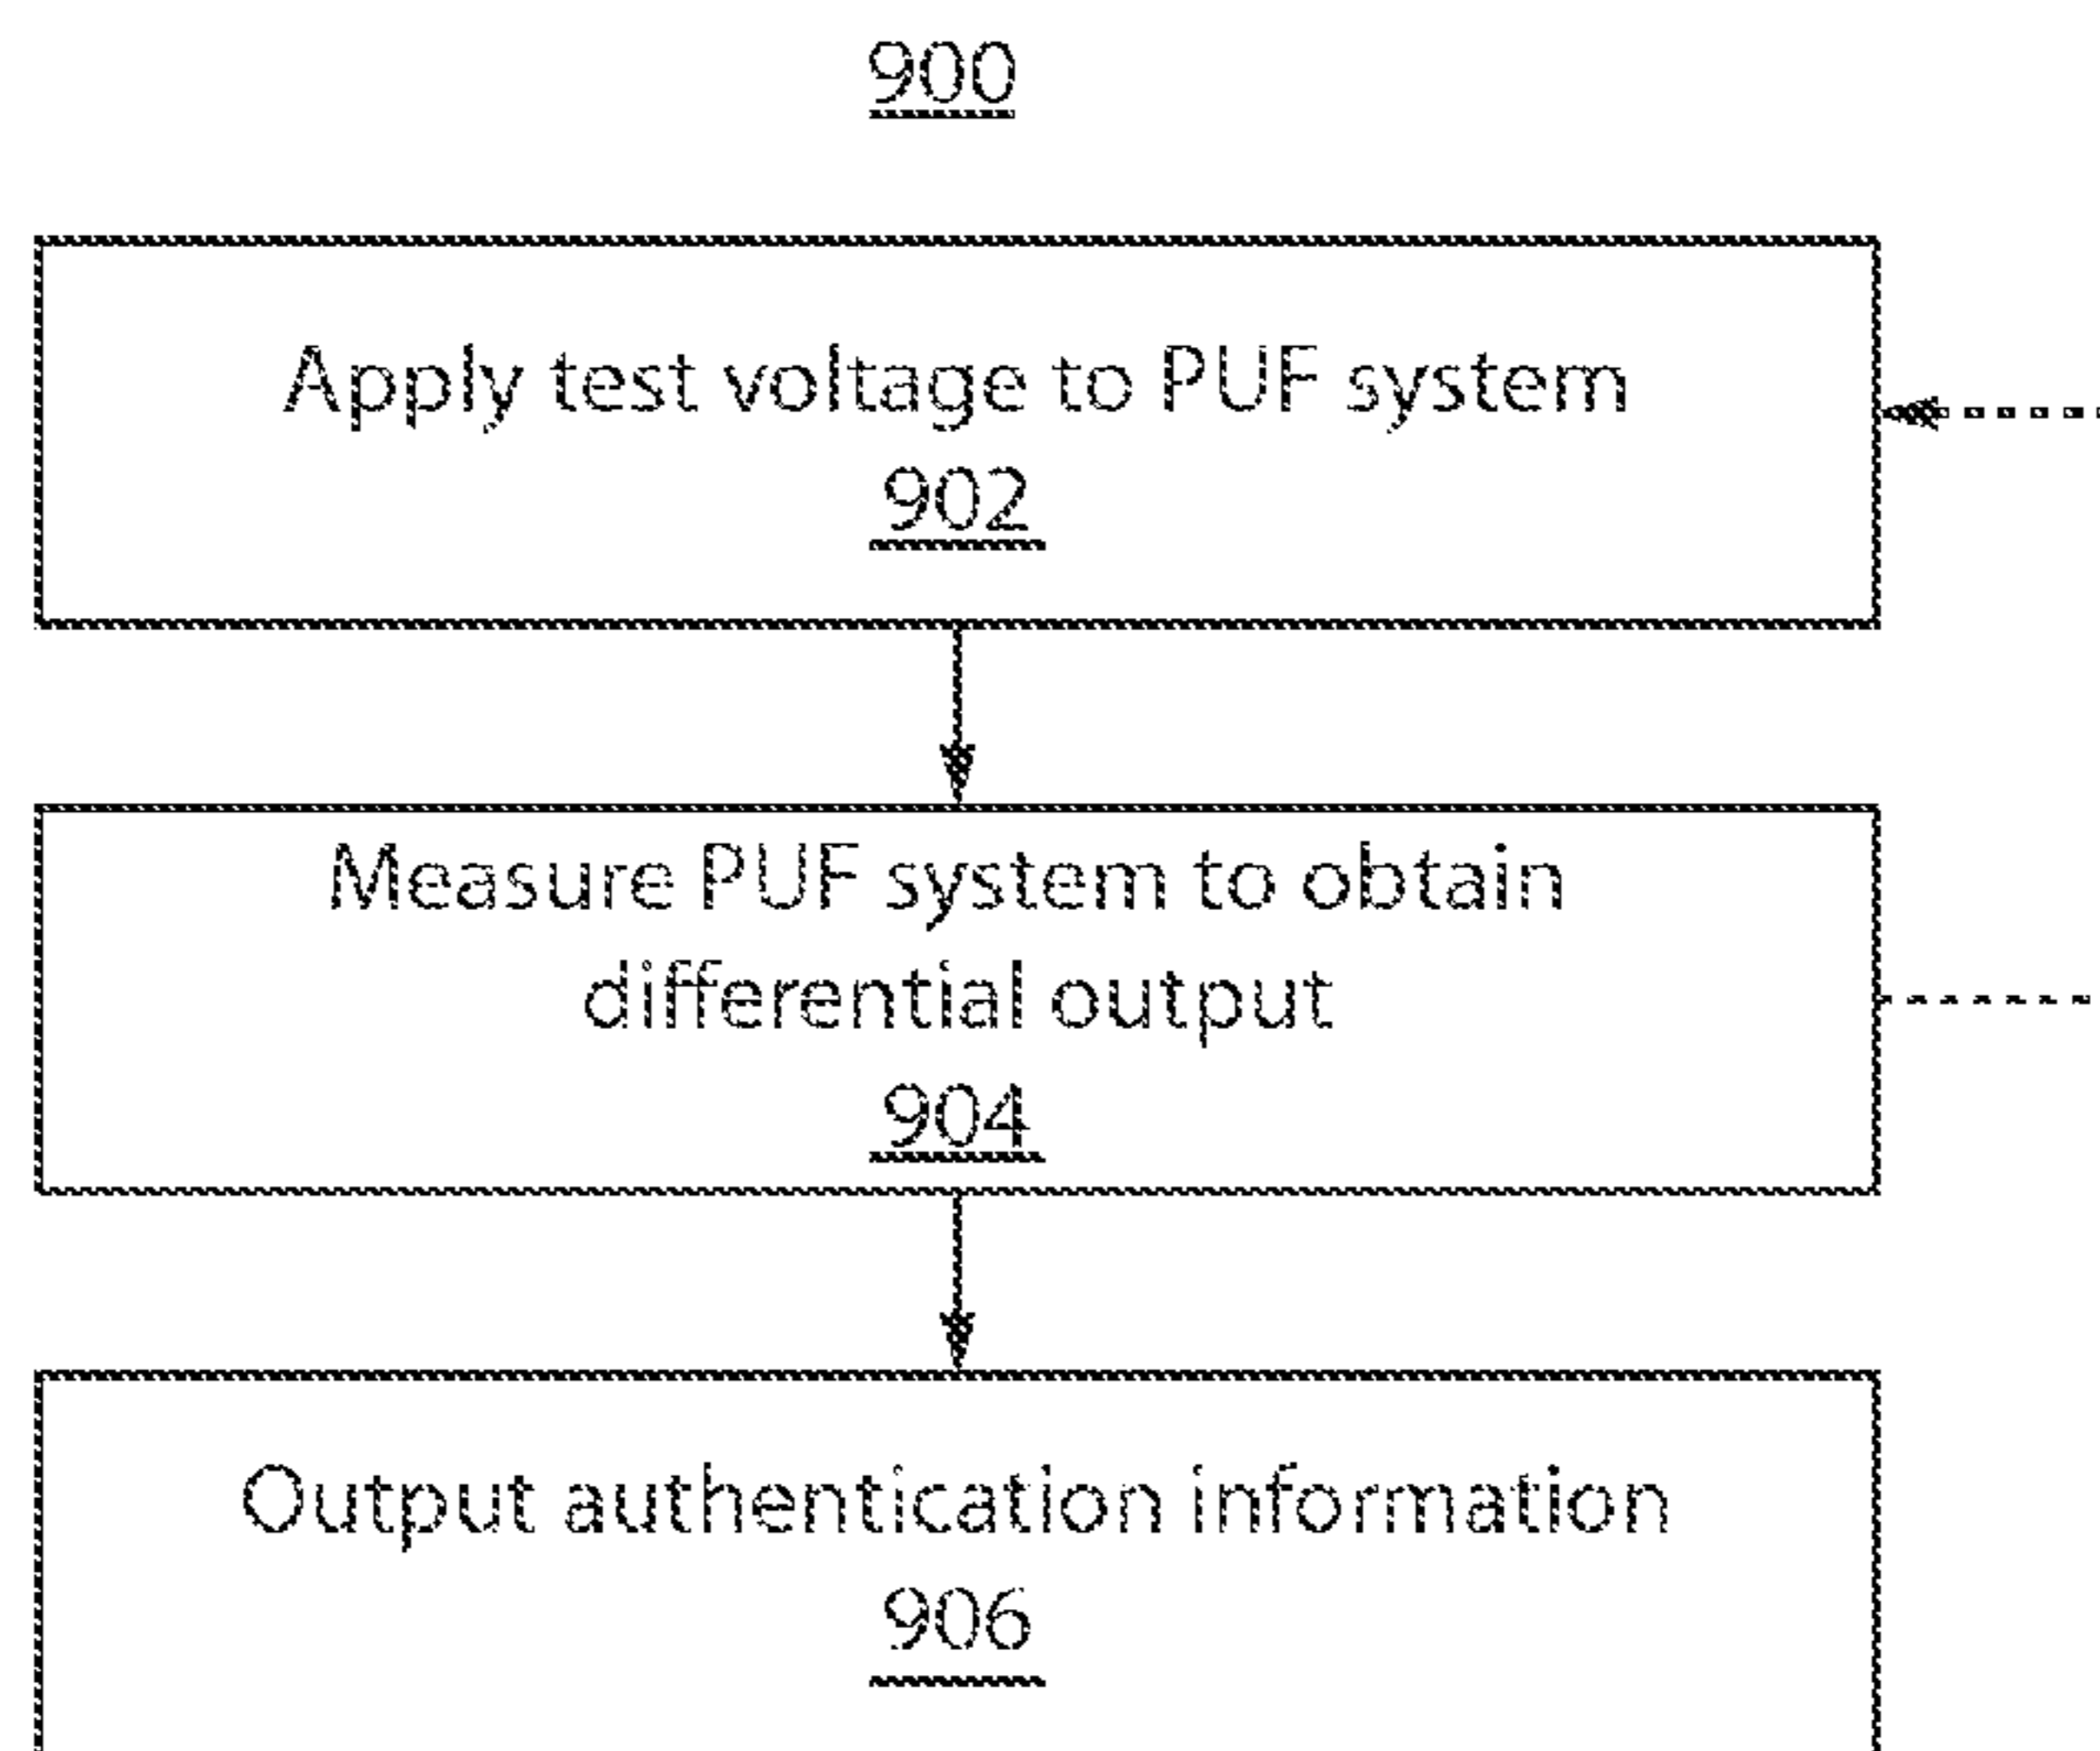 900
Apply test voltage to PUF system
902
Measure PUF system to obtain
differential output
904
Output authentication information
906